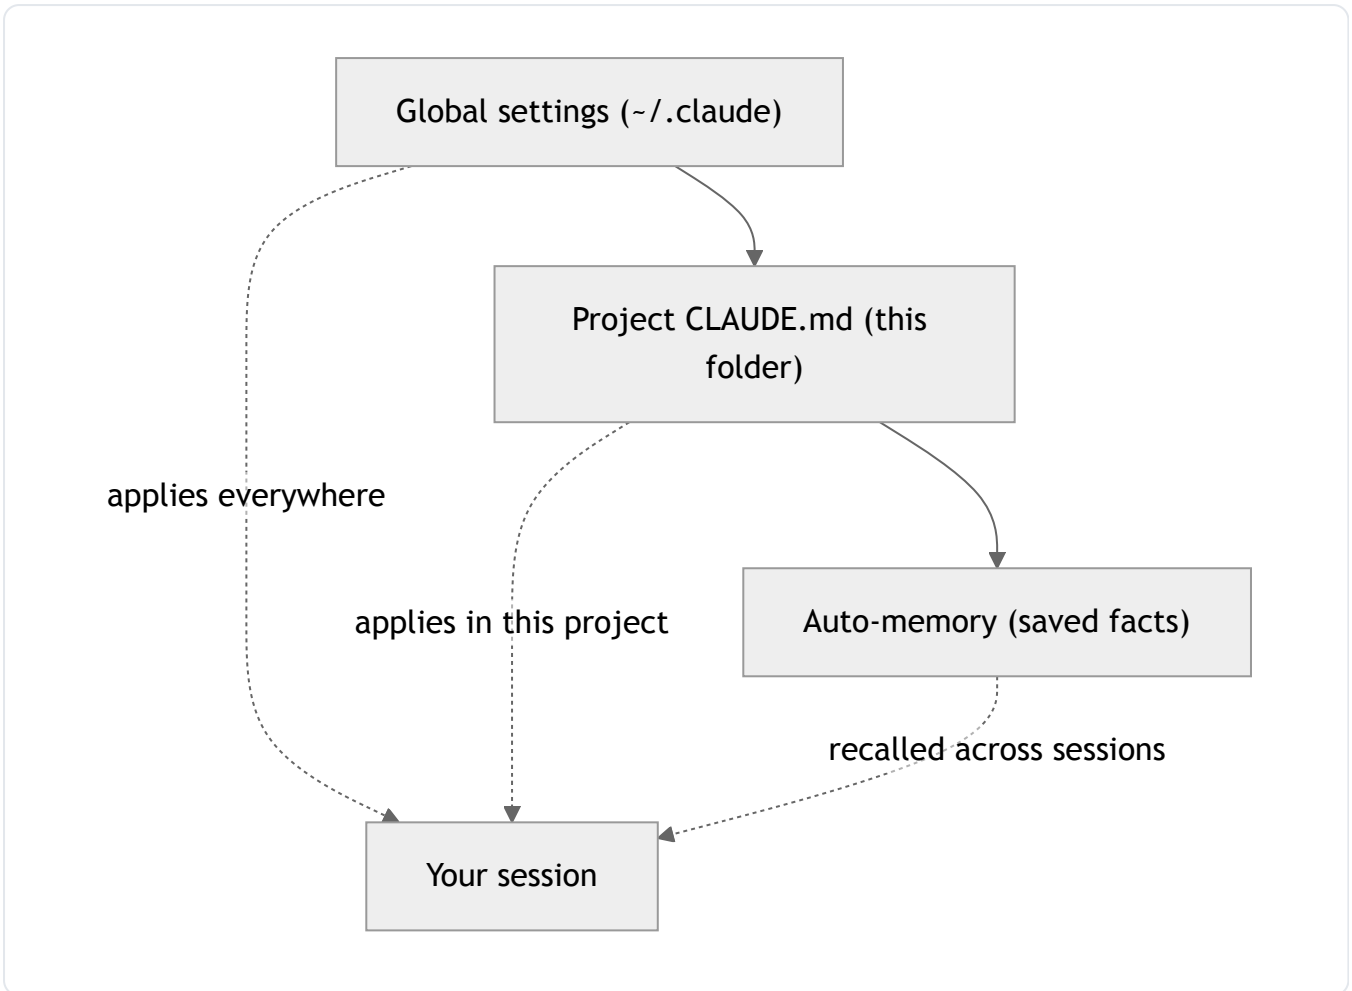 Global settings (~/.claude)
Project CLAUDE.md (this
folder)
applies everywhere
applies in this project
Auto-memory (saved facts)
recalled across sessions
Your session